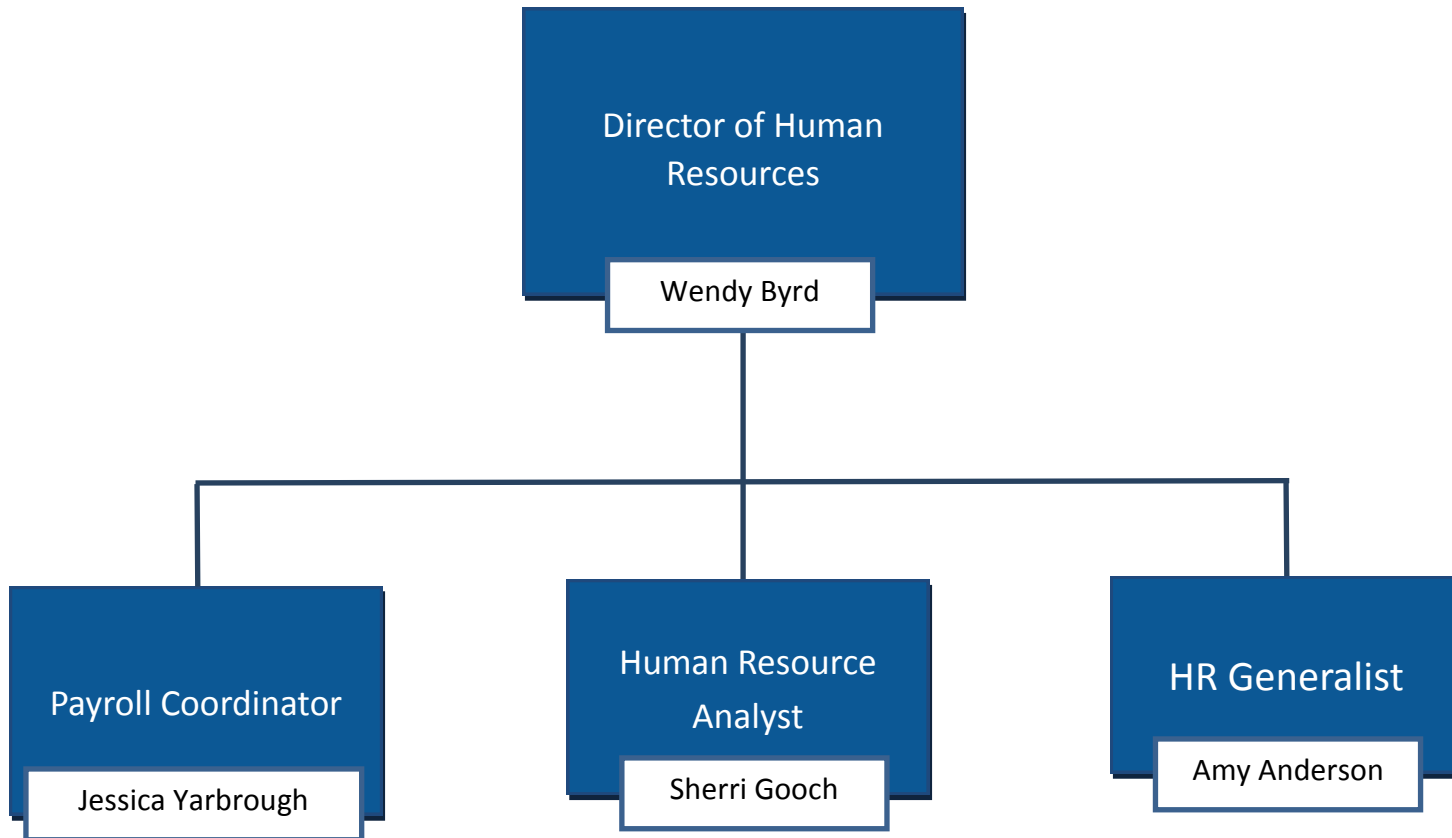 Director of Human
Resources
Wendy Byrd
Payroll Coordinator
Jessica Yarbrough
Human Resource
Analyst
Sherri Gooch
HR Generalist
Amy Anderson